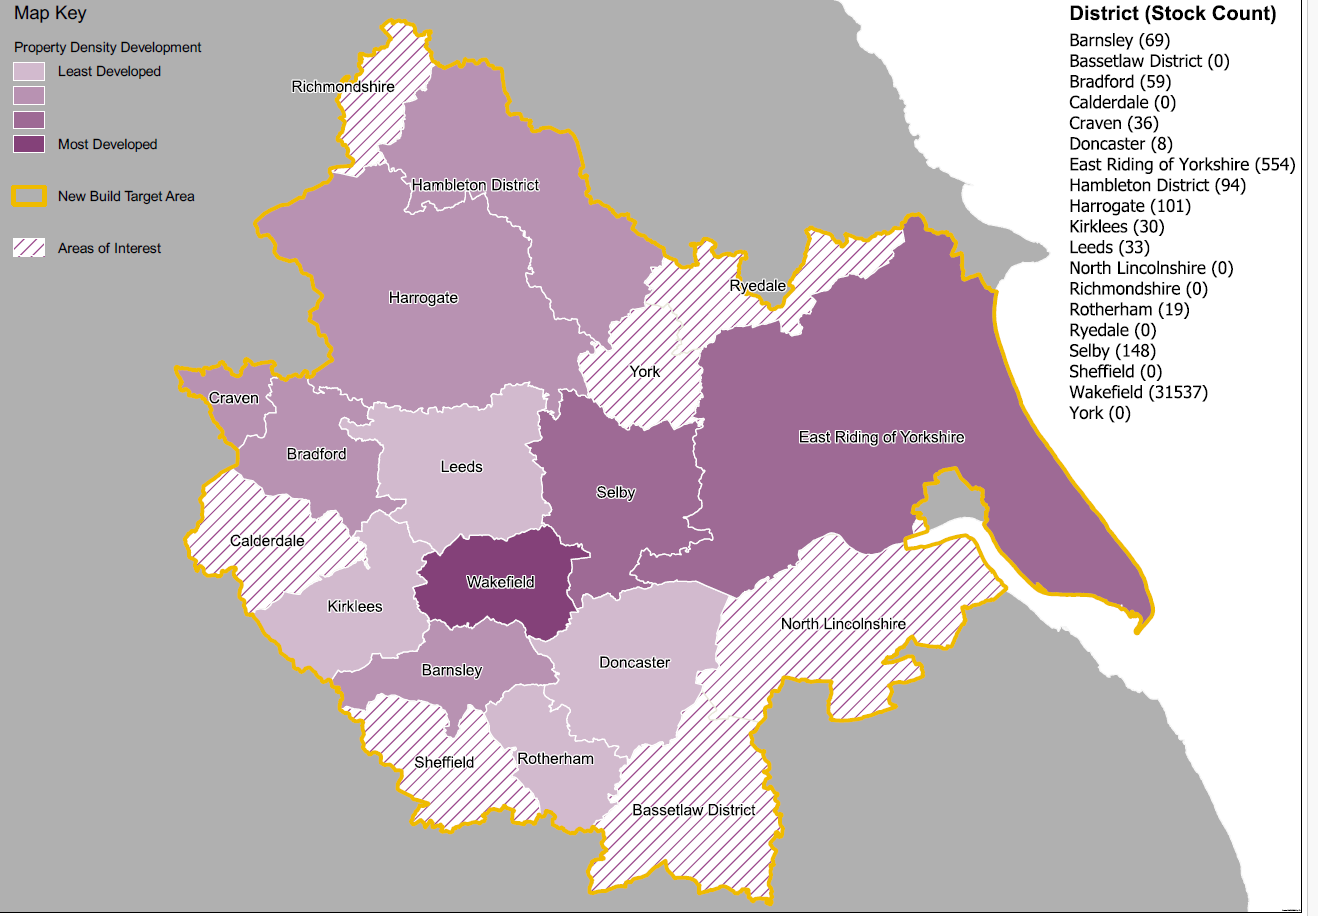 Map Key
Property Density Development
Least Developed
Most Developed
New Build Target Area
Areas of Interest
Richmondshire
Hambleton District
Harrogate
Ryedale
York
Craven
Bradford
Leeds
East Riding of Yorkshire
Selby
Calderdale
Wakefield
Kirklees
North Lincolnshire
Barnsley
Doncaster
Sheffield
Rotherham
Bassetlaw District
District (Stock Count)
Barnsley (69)
Bassetlaw District (0)
Bradford (59)
Calderdale (0)
Craven (36)
Doncaster (8)
East Riding of Yorkshire (554)
Hambleton District (94)
Harrogate (101)
Kirklees (30)
Leeds (33)
North Lincolnshire (0)
Richmondshire (0)
Rotherham (19)
Ryedale (0)
Selby (148)
Sheffield (0)
Wakefield (31537)
York (0)